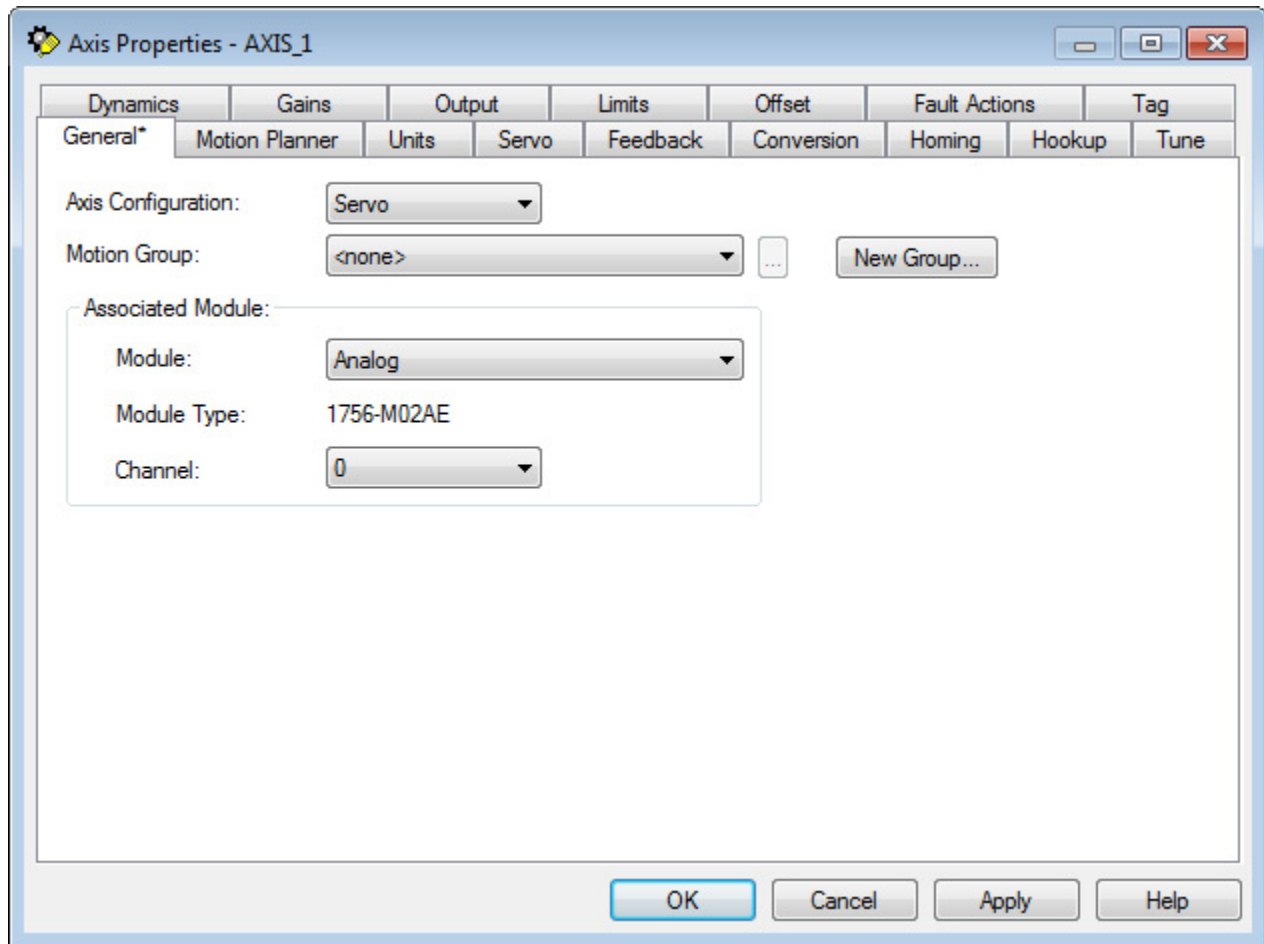 Axis Properties - AXIS_1
Dynamics Gains Output Limits Offset Fault Actions Tag
General* Motion Planner Units Servo Feedback Conversion Homing Hookup Tune
Axis Configuration: Servo
Motion Group: <none> ... New Group...
Associated Module:
Module: Analog
Module Type: 1756-M02AE
Channel: 0
OK Cancel Apply Help